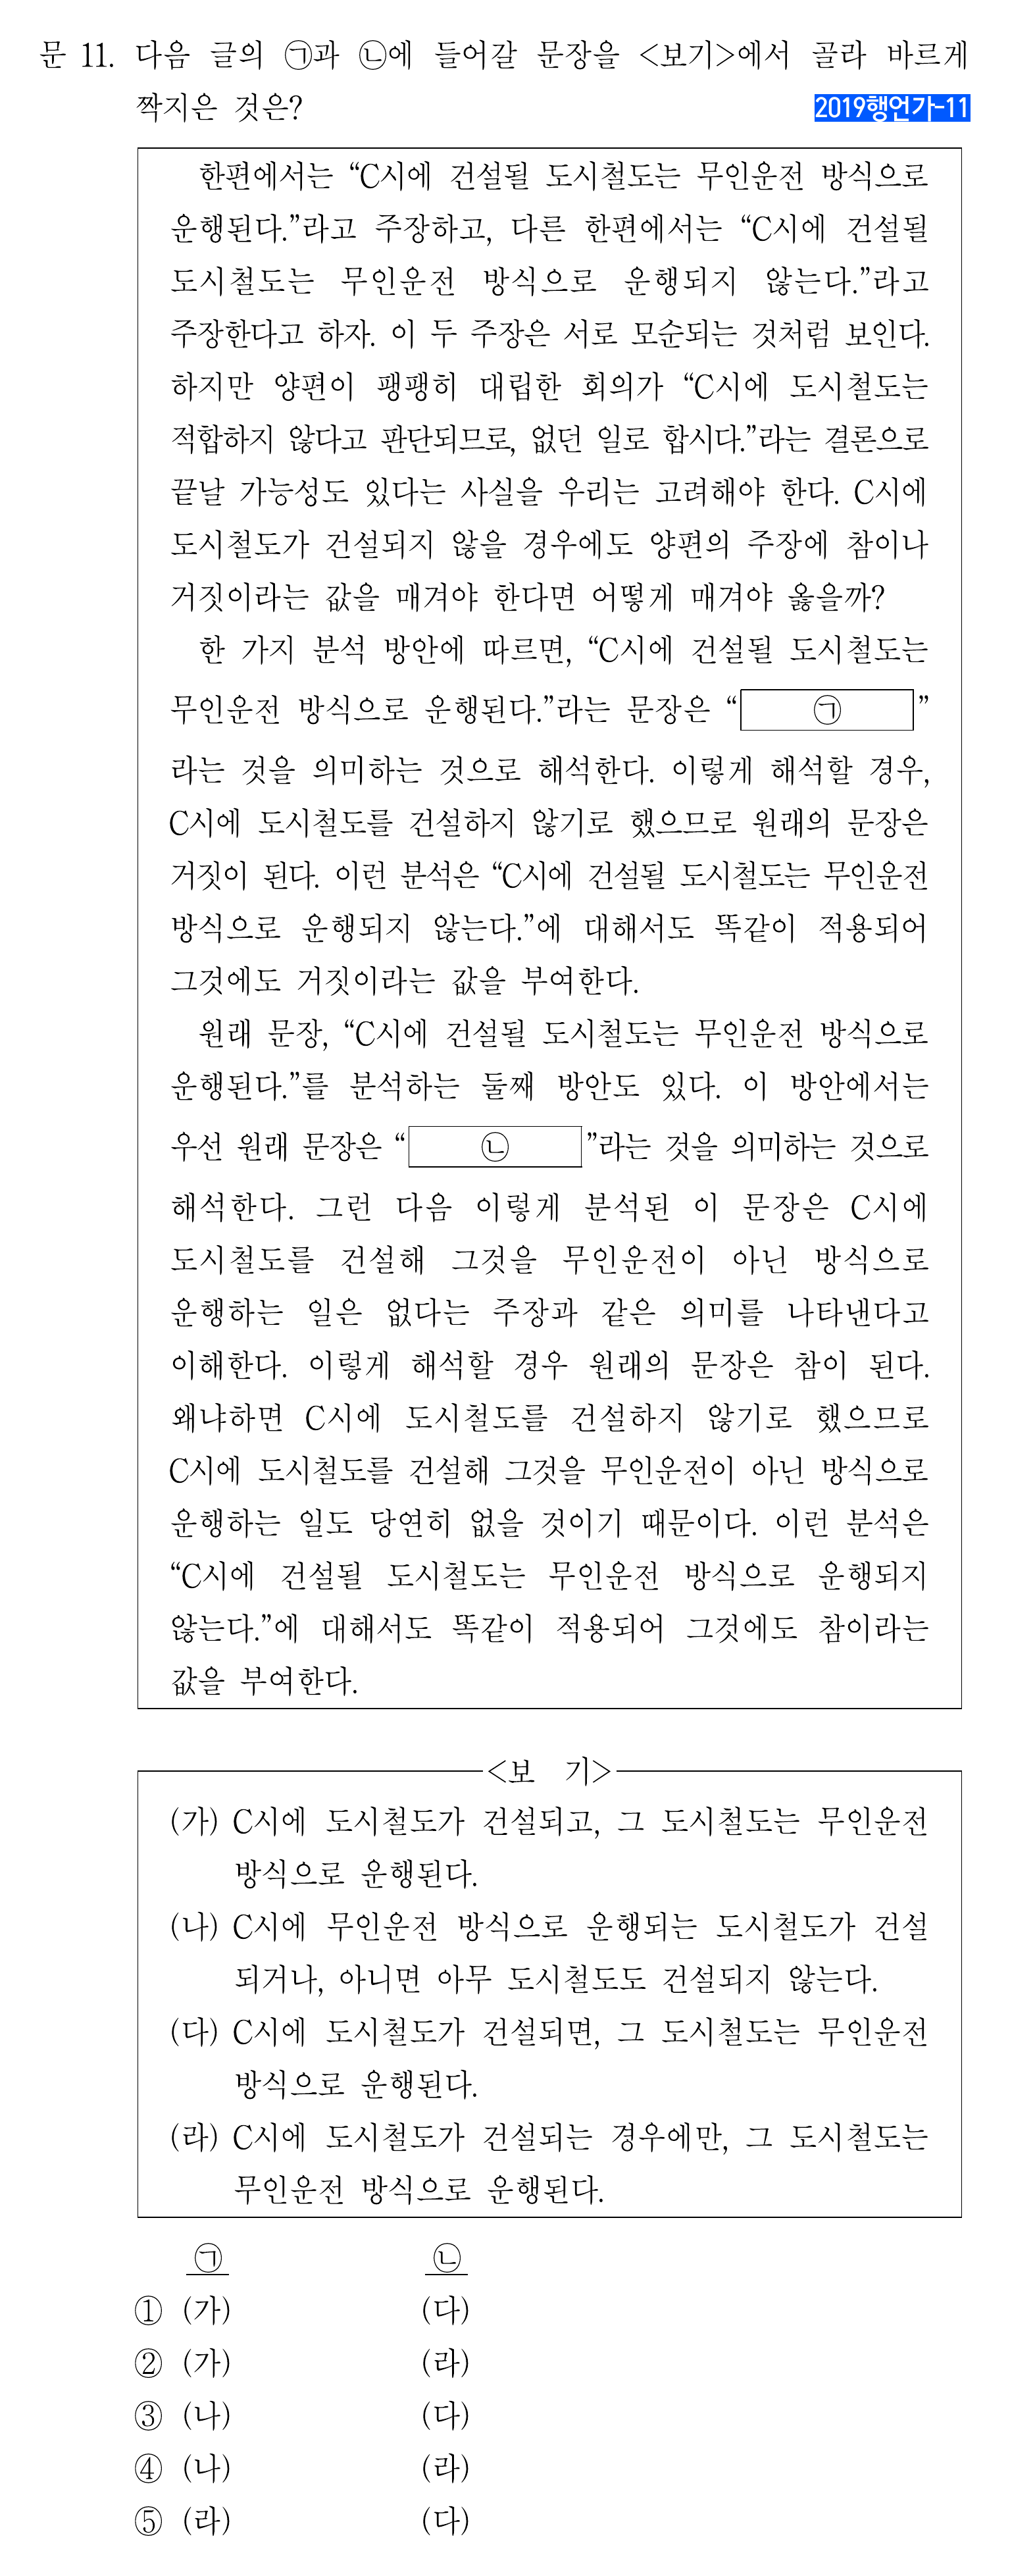 문 11. 다음 글의 ㉠과 ㉡에 들어갈 문장을 <보기>에서 골라 바르게
짝지은 것은?
2019행언가-11
한편에서는 “C시에 건설될 도시철도는 무인운전 방식으로
운행된다.”라고 주장하고, 다른 한편에서는 “C시에 건설될
도시철도는 무인운전 방식으로 운행되지 않는다.”라고
주장한다고 하자. 이 두 주장은 서로 모순되는 것처럼 보인다.
하지만 양편이 팽팽히 대립한 회의가 “C시에 도시철도는
적합하지 않다고 판단되므로, 없던 일로 합시다.”라는 결론으로
끝날 가능성도 있다는 사실을 우리는 고려해야 한다. C시에
도시철도가 건설되지 않을 경우에도 양편의 주장에 참이나
거짓이라는 값을 매겨야 한다면 어떻게 매겨야 옳을까?
한 가지 분석 방안에 따르면, “C시에 건설될 도시철도는
무인운전 방식으로 운행된다.”라는 문장은 “ ㉠ ”
라는 것을 의미하는 것으로 해석한다. 이렇게 해석할 경우,
C시에 도시철도를 건설하지 않기로 했으므로 원래의 문장은
거짓이 된다. 이런 분석은 “C시에 건설될 도시철도는 무인운전
방식으로 운행되지 않는다.”에 대해서도 똑같이 적용되어
그것에도 거짓이라는 값을 부여한다.
원래 문장, “C시에 건설될 도시철도는 무인운전 방식으로
운행된다.”를 분석하는 둘째 방안도 있다. 이 방안에서는
우선 원래 문장은 “ ㉡ ”라는 것을 의미하는 것으로
해석한다. 그런 다음 이렇게 분석된 이 문장은 C시에
도시철도를 건설해 그것을 무인운전이 아닌 방식으로
운행하는 일은 없다는 주장과 같은 의미를 나타낸다고
이해한다. 이렇게 해석할 경우 원래의 문장은 참이 된다.
왜냐하면 C시에 도시철도를 건설하지 않기로 했으므로
C시에 도시철도를 건설해 그것을 무인운전이 아닌 방식으로
운행하는 일도 당연히 없을 것이기 때문이다. 이런 분석은
“C시에 건설될 도시철도는 무인운전 방식으로 운행되지
않는다.”에 대해서도 똑같이 적용되어 그것에도 참이라는
값을 부여한다.
<보 기>
(가) C시에 도시철도가 건설되고, 그 도시철도는 무인운전
방식으로 운행된다.
(나) C시에 무인운전 방식으로 운행되는 도시철도가 건설
되거나, 아니면 아무 도시철도도 건설되지 않는다.
(다) C시에 도시철도가 건설되면, 그 도시철도는 무인운전
방식으로 운행된다.
(라) C시에 도시철도가 건설되는 경우에만, 그 도시철도는
무인운전 방식으로 운행된다.
㉠ ㉡
① (가) (다)
② (가) (라)
③ (나) (다)
④ (나) (라)
⑤ (라) (다)